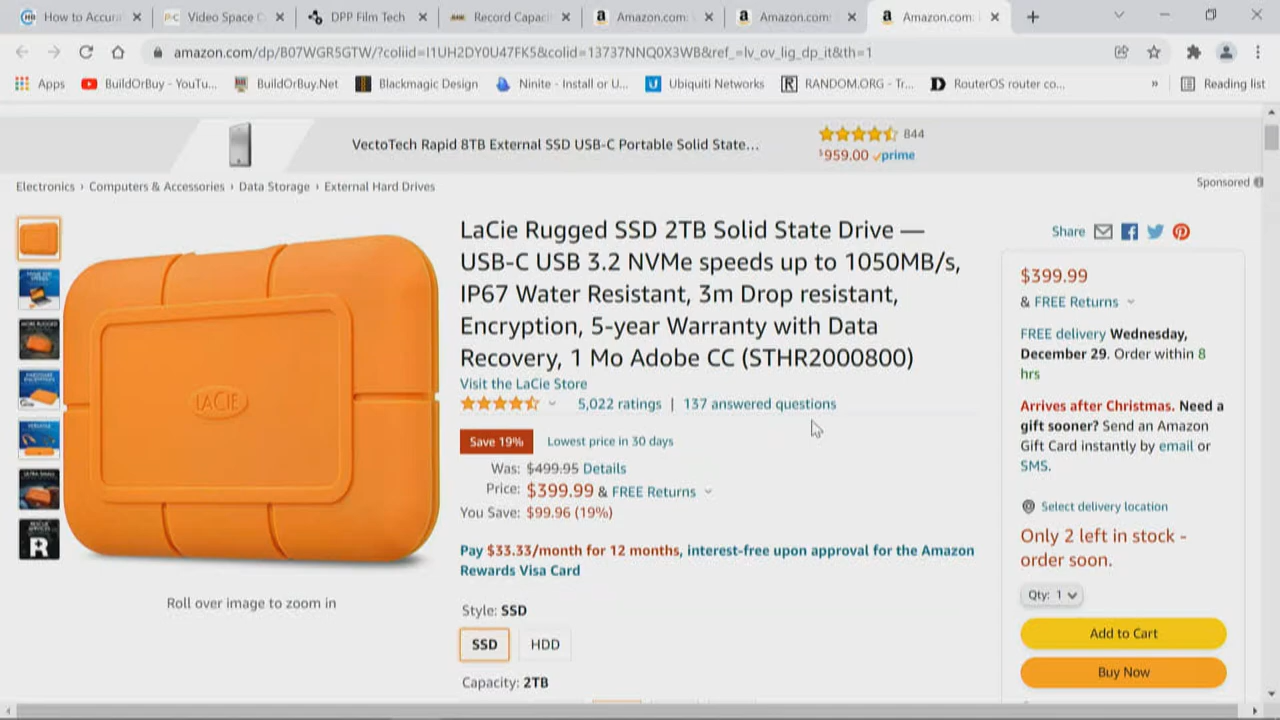 How to Accura
Video Space C
DPP Film Tech
Record Capaci
Amazon.com:
Amazon.com:
Amazon.com:
amazon.com/dp/B07WGR5GTW/?coliid=I1UH2DY0U47FK5&colid=13737NNQ0X3WB&ref_=lv_ov_lig_dp_it&th=1
Apps
BuildOrBuy - YouTu...
BuildOrBuy.Net
Blackmagic Design
Ninite - Install or U...
Ubiquiti Networks
RANDOM.ORG - Tr...
RouterOS router co...
»
Reading list
VectoTech Rapid 8TB External SSD USB-C Portable Solid State...
844
$959.00 prime
Electronics › Computers & Accessories › Data Storage › External Hard Drives
Sponsored
LaCie Rugged SSD 2TB Solid State Drive —
USB-C USB 3.2 NVMe speeds up to 1050MB/s,
IP67 Water Resistant, 3m Drop resistant,
Encryption, 5-year Warranty with Data
Recovery, 1 Mo Adobe CC (STHR2000800)
Visit the LaCie Store
5,022 ratings | 137 answered questions
Save 19% Lowest price in 30 days
Was: $499.95 Details
Price: $399.99 & FREE Returns
You Save: $99.96 (19%)
Pay $33.33/month for 12 months, interest-free upon approval for the Amazon
Rewards Visa Card
Style: SSD
SSD
HDD
Capacity: 2TB
LACIE
R
Roll over image to zoom in
Share
$399.99
& FREE Returns
FREE delivery Wednesday,
December 29. Order within 8
hrs
Arrives after Christmas. Need a
gift sooner? Send an Amazon
Gift Card instantly by email or
SMS.
Select delivery location
Only 2 left in stock -
order soon.
Qty: 1
Add to Cart
Buy Now